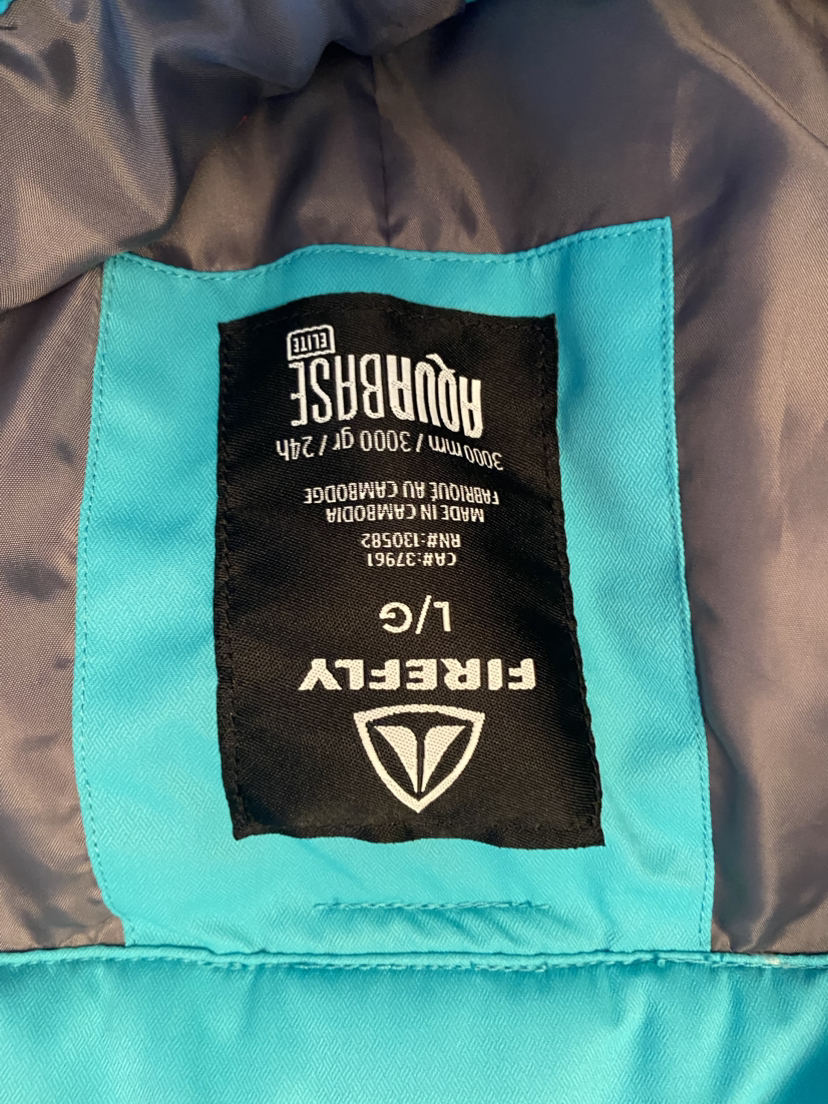 FIREFLY
L/G
CA#:37961
RN#:130582
MADE IN CAMBODIA
FABRIQUÉ AU CAMBODGE
3000mm / 3000 gr / 24h
AQUABASE
ELITE